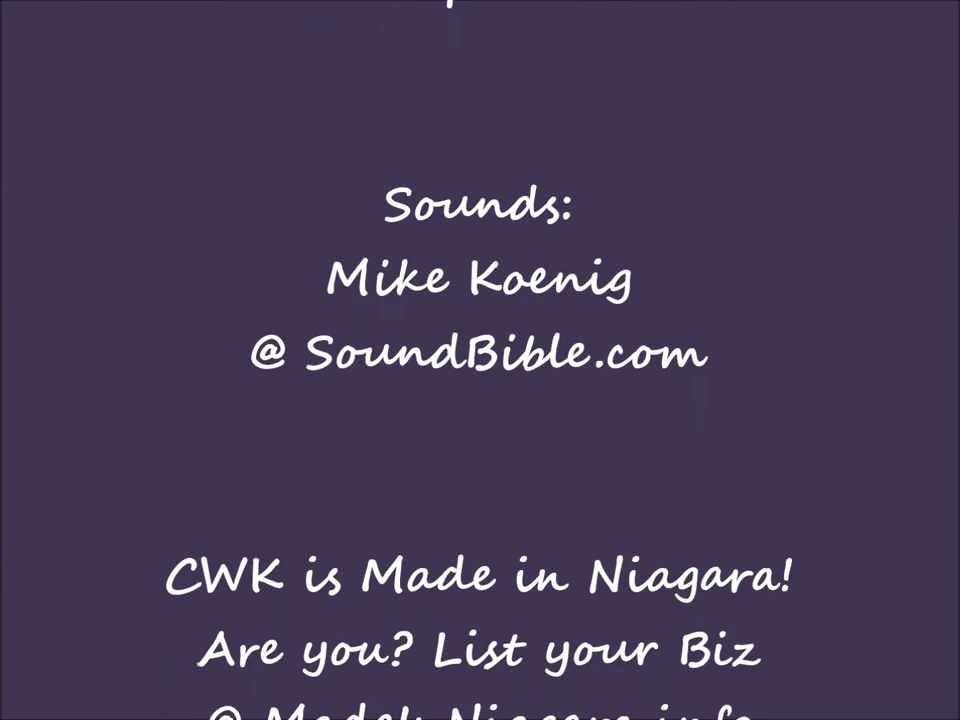 Sounds:
Mike Koenig
@ SoundBible.com
CWK is Made in Niagara!
Are you? List your Biz
@